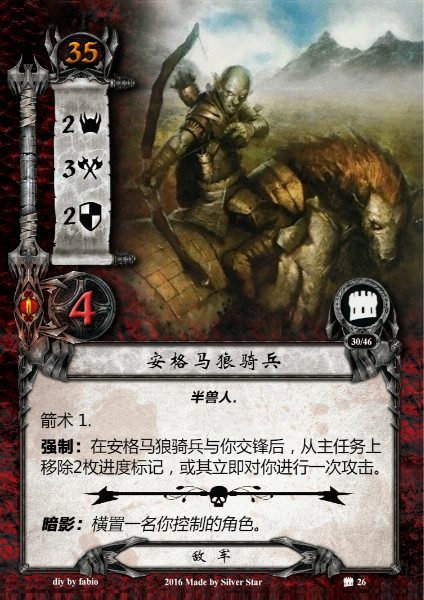 35
2
3
2
4
30/46
安格马狼骑兵
半兽人.
箭术 1.
强制：在安格马狼骑兵与你交锋后，从主任务上
移除2枚进度标记，或其立即对你进行一次攻击。
暗影：横置一名你控制的角色。
敌军
diy by fabio 2016 Made by Silver Star 26